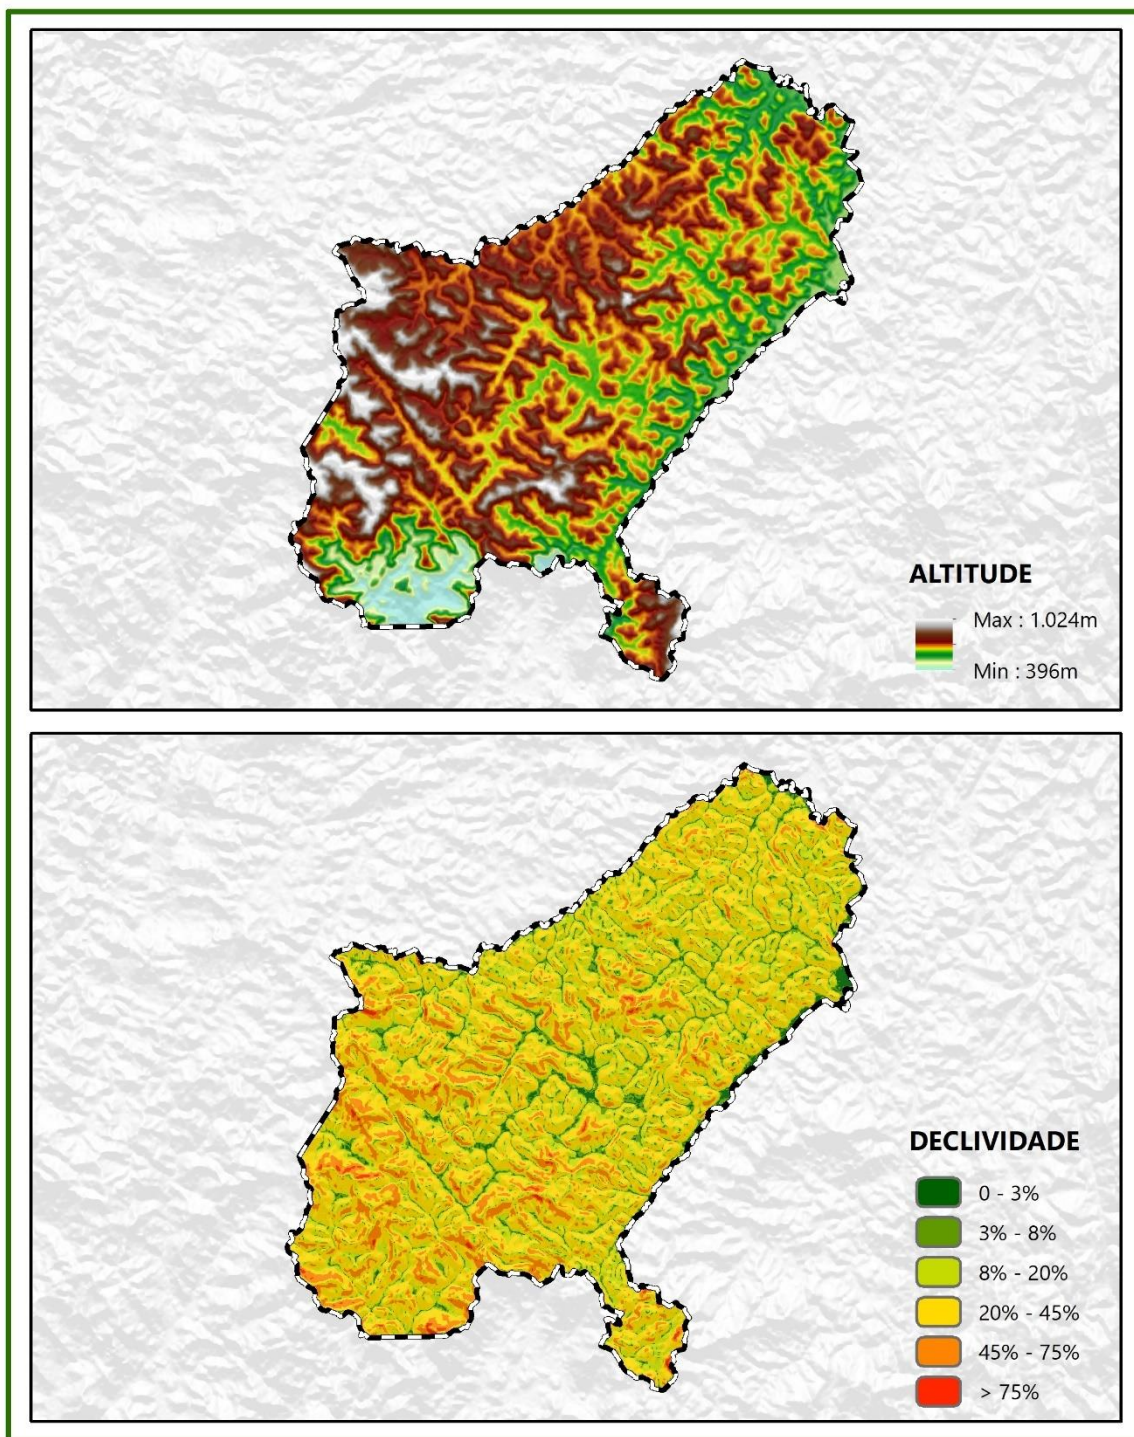 ALTITUDE
Max : 1.024m
Min : 396m
DECLIVIDADE
0 - 3%
3% - 8%
8% - 20%
20% - 45%
45% - 75%
> 75%